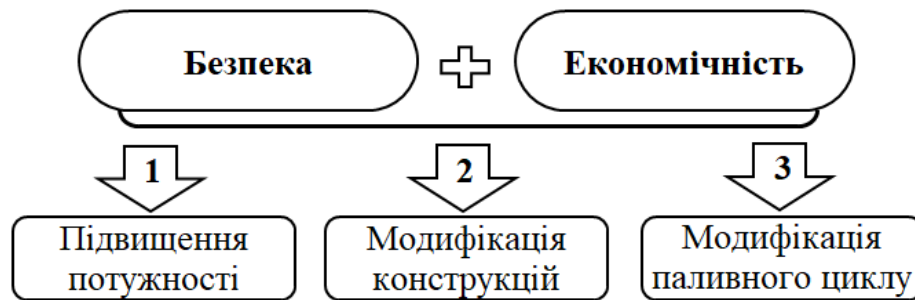 Безпека
Економічність
1
2
3
Підвищення
потужності
Модифікація
конструкцій
Модифікація
паливного циклу